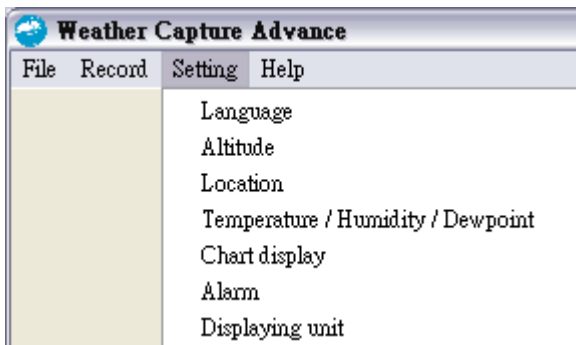 Weather Capture Advance
File Record Setting Help
Language
Altitude
Location
Temperature / Humidity / Dewpoint
Chart display
Alarm
Displaying unit